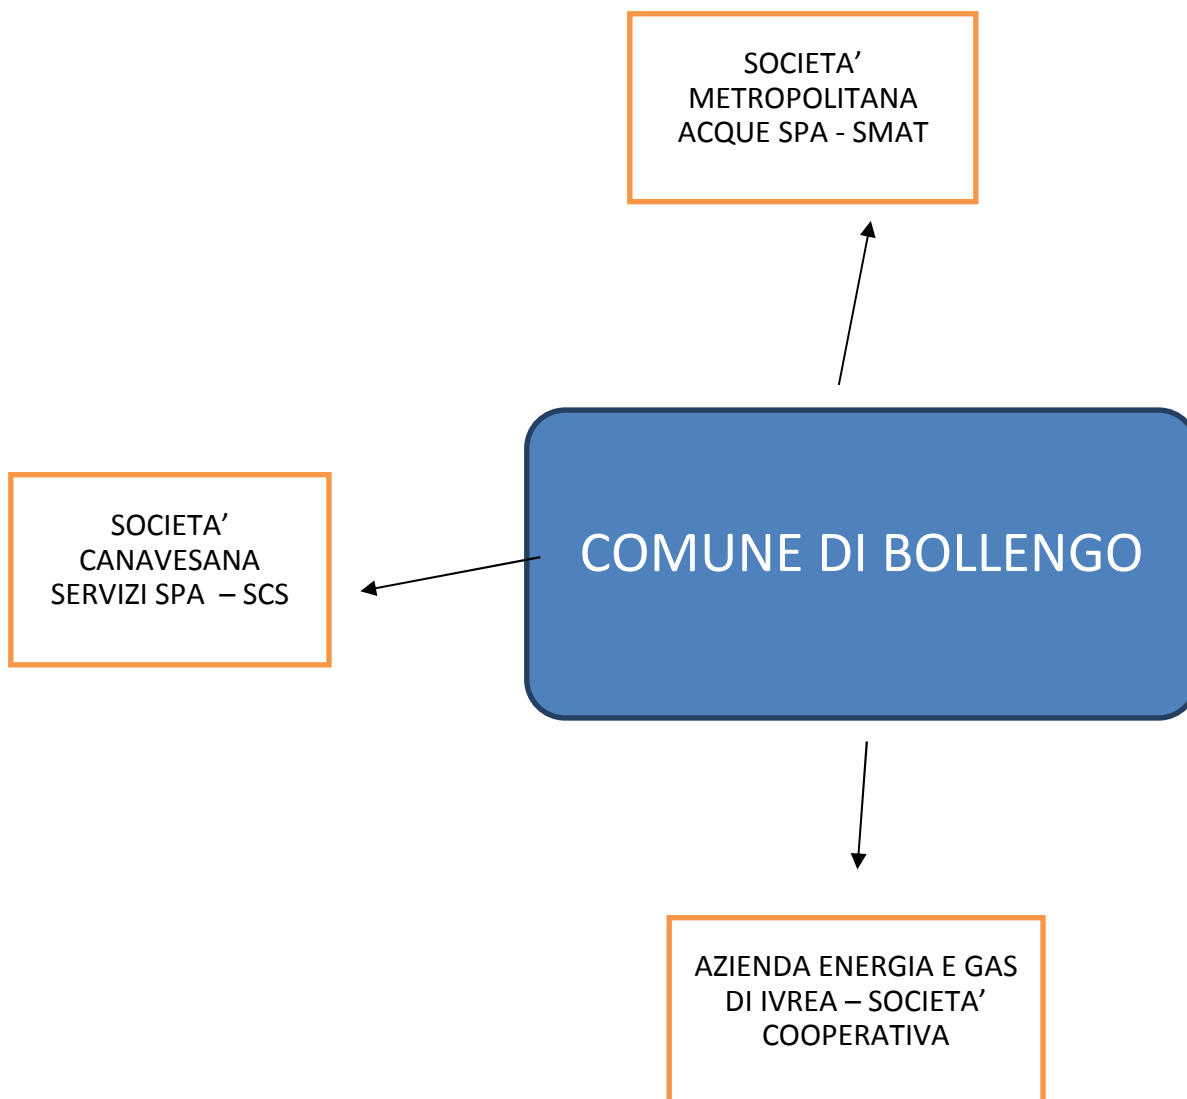 SOCIETA’
METROPOLITANA
ACQUE SPA - SMAT
SOCIETA’
CANAVESANA
SERVIZI SPA – SCS
COMUNE DI BOLLENGO
AZIENDA ENERGIA E GAS
DI IVREA – SOCIETA’
COOPERATIVA